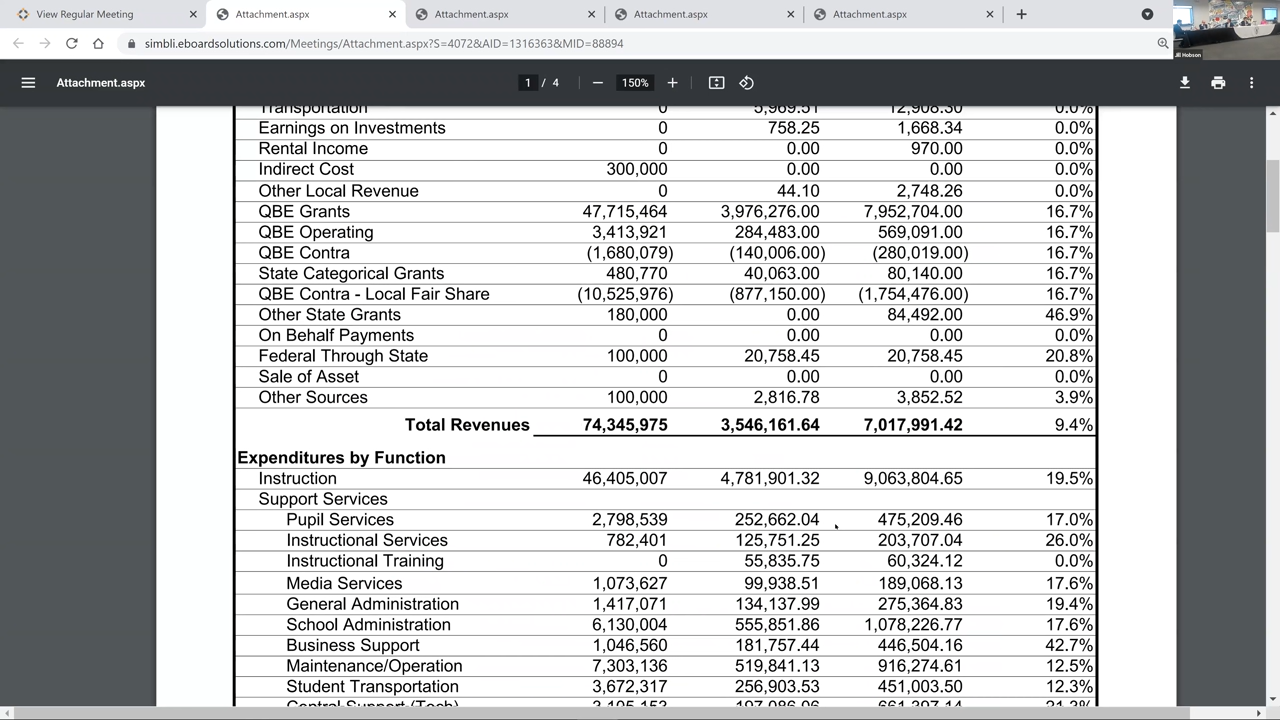 View Regular Meeting
Attachment.aspx
Attachment.aspx
Attachment.aspx
Attachment.aspx
simbli.eboardsolutions.com/Meetings/Attachment.aspx?S=4070&AID=1316363&MID=88894
Jill Hobson
Attachment.aspx
1 / 4
150%
Transportation 0 5,969.51 12,908.30 0.0%
Earnings on Investments 0 758.25 1,668.34 0.0%
Rental Income 0 0.00 970.00 0.0%
Indirect Cost 300,000 0.00 0.00 0.0%
Other Local Revenue 0 44.10 2,748.26 0.0%
QBE Grants 47,715,464 3,976,276.00 7,952,704.00 16.7%
QBE Operating 3,413,921 284,483.00 569,091.00 16.7%
QBE Contra (1,680,079) (140,006.00) (280,019.00) 16.7%
State Categorical Grants 480,770 40,063.00 80,140.00 16.7%
QBE Contra - Local Fair Share (10,525,976) (877,150.00) (1,754,476.00) 16.7%
Other State Grants 180,000 0.00 84,492.00 46.9%
On Behalf Payments 0 0.00 0.00 0.0%
Federal Through State 100,000 20,758.45 20,758.45 20.8%
Sale of Asset 0 0.00 0.00 0.0%
Other Sources 100,000 2,816.78 3,852.52 3.9%
Total Revenues 74,345,975 3,546,161.64 7,017,991.42 9.4%
Expenditures by Function
Instruction 46,405,007 4,781,901.32 9,063,804.65 19.5%
Support Services
Pupil Services 2,798,539 252,662.04 475,209.46 17.0%
Instructional Services 782,401 125,751.25 203,707.04 26.0%
Instructional Training 0 55,835.75 60,324.12 0.0%
Media Services 1,073,627 99,938.51 189,068.13 17.6%
General Administration 1,417,071 134,137.99 275,364.83 19.4%
School Administration 6,130,004 555,851.86 1,078,226.77 17.6%
Business Support 1,046,560 181,757.44 446,504.16 42.7%
Maintenance/Operation 7,303,136 519,841.13 916,274.61 12.5%
Student Transportation 3,672,317 256,903.53 451,003.50 12.3%
Central Support (Tech)